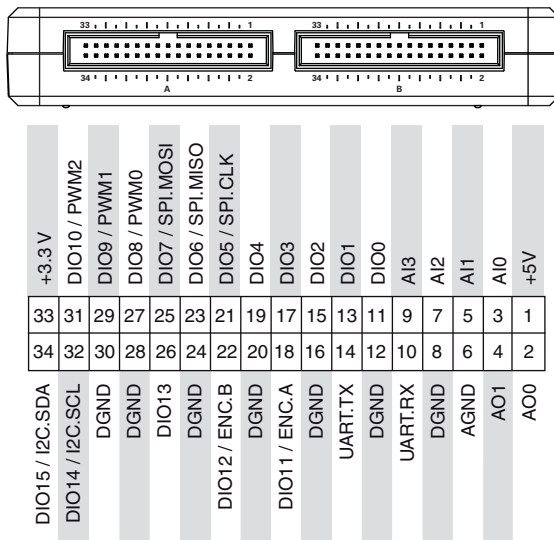 33 1 33 1
34 2 34 2
A B
+3.3 V DIO10 / PWM2 DIO9 / PWM1 DIO8 / PWM0 DIO7 / SPI.MOSI DIO6 / SPI.MISO DIO5 / SPI.CLK DIO4 DIO3 DIO2 DIO1 DIO0 AI3 AI2 AI1 AI0 +5V
33 31 29 27 25 23 21 19 17 15 13 11 9 7 5 3 1
34 32 30 28 26 24 22 20 18 16 14 12 10 8 6 4 2
DIO15 / I2C.SDA DIO14 / I2C.SCL DGND DGND DIO13 DGND DIO12 / ENC.B DGND DIO11 / ENC.A DGND UART.TX DGND UART.RX DGND AGND AO1 AO0